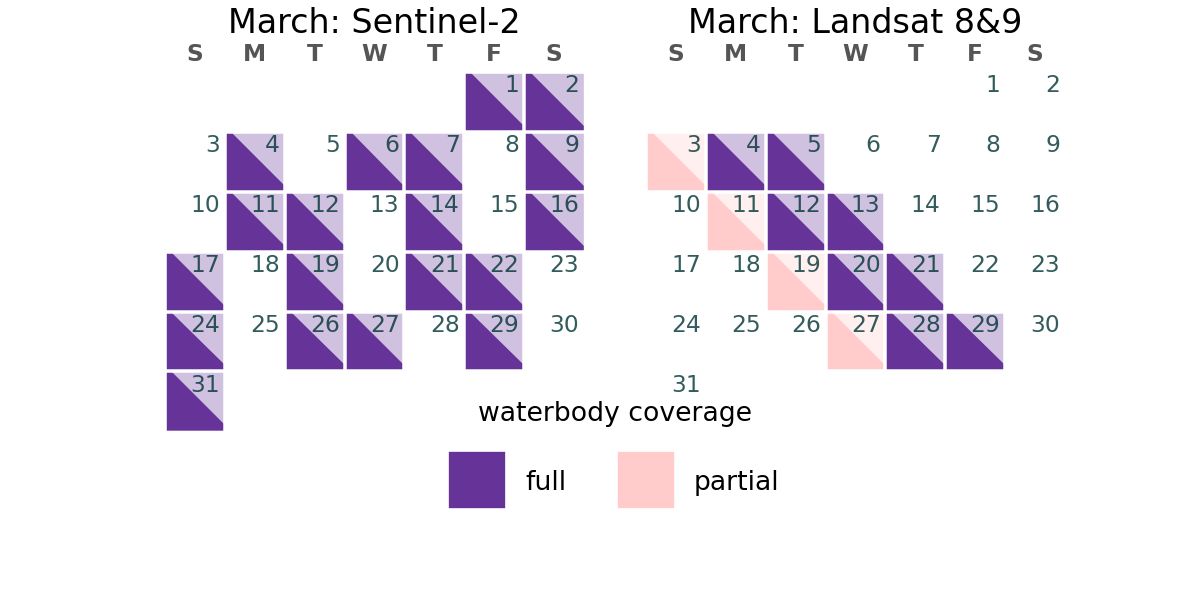 March: Sentinel-2
S M T W T F S
1 2
3 4 5 6 7 8 9
10 11 12 13 14 15 16
17 18 19 20 21 22 23
24 25 26 27 28 29 30
31
March: Landsat 8&9
S M T W T F S
1 2
3 4 5 6 7 8 9
10 11 12 13 14 15 16
17 18 19 20 21 22 23
24 25 26 27 28 29 30
31
waterbody coverage
full partial